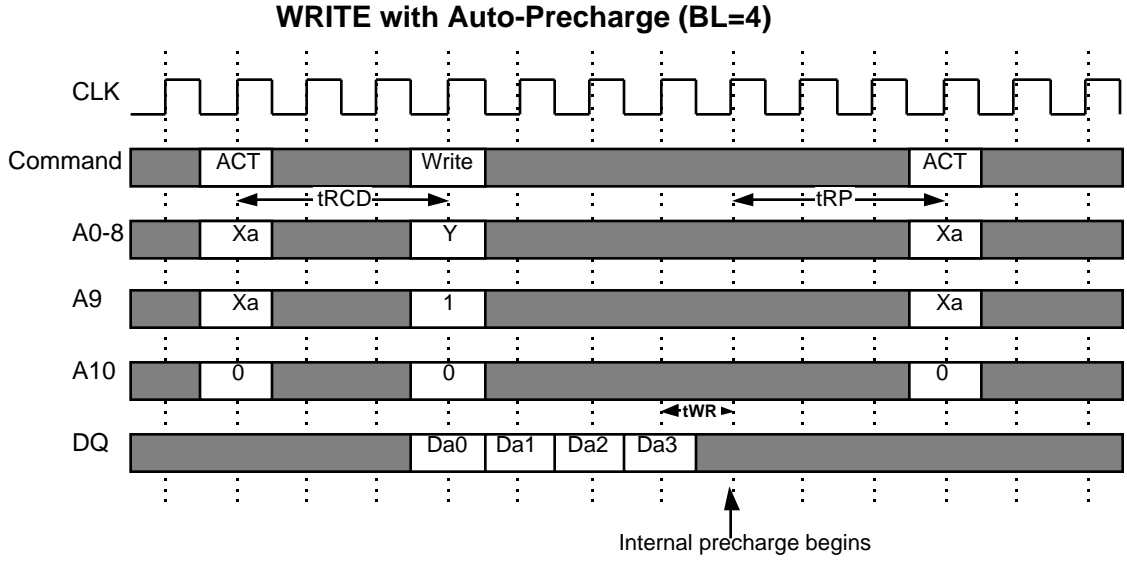 WRITE with Auto-Precharge (BL=4)
CLK
Command ACT Write ACT
tRCD tRP
A0-8 Xa Y Xa
A9 Xa 1 Xa
A10 0 0 0
tWR
DQ Da0 Da1 Da2 Da3
Internal precharge begins